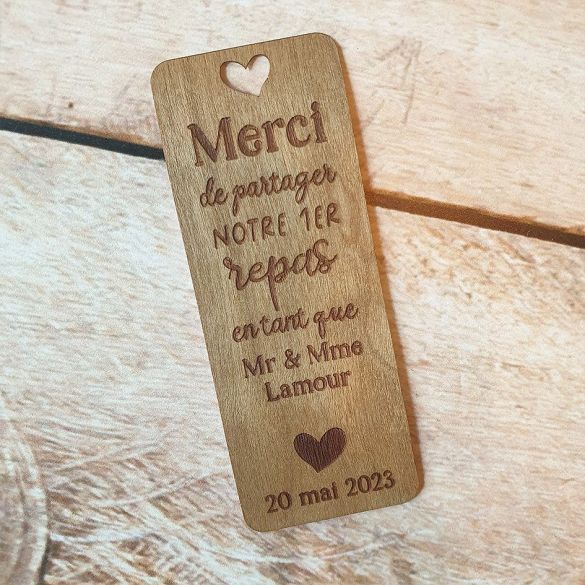 Merci
de partager
NOTRE 1ER
repas
en tant que
Mr & Mme
Lamour
20 mai 2023